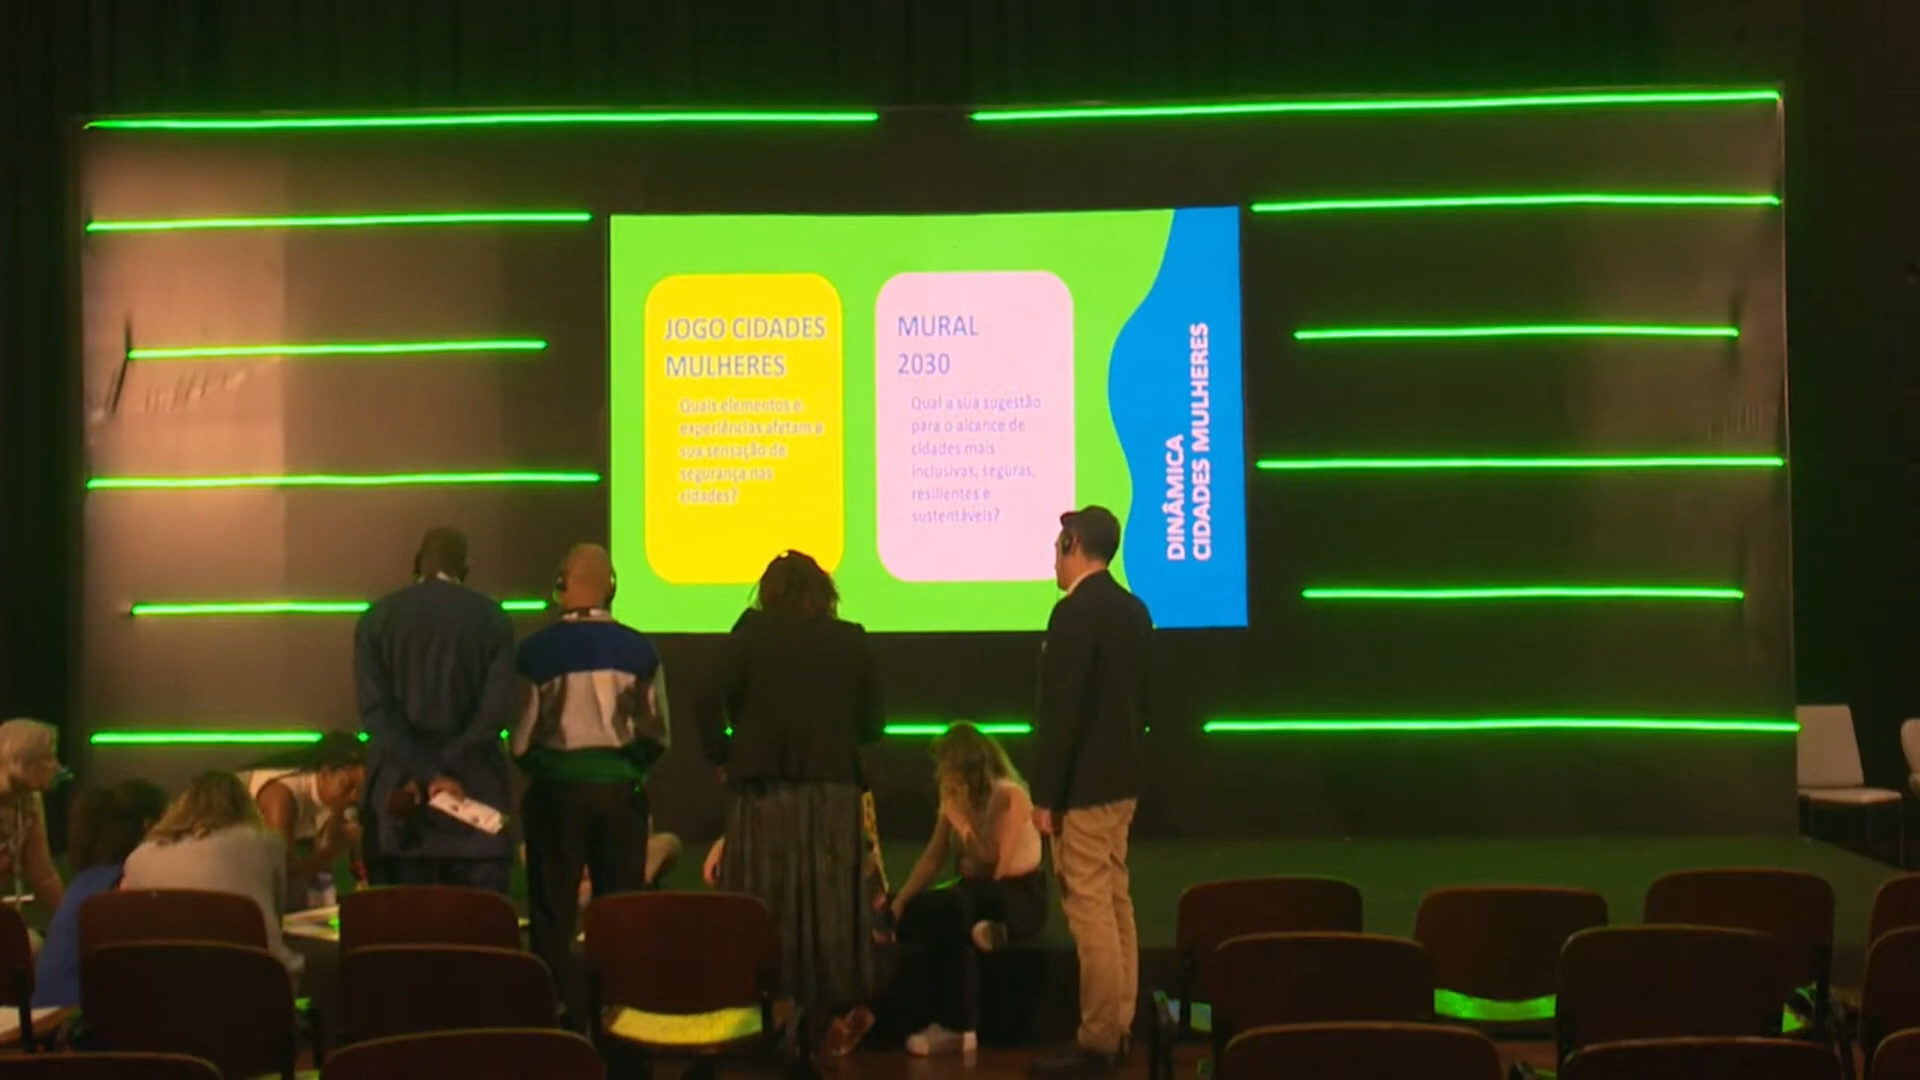 JOGO CIDADES
MULHERES
Quais elementos e
experiências afetam a
sua sensação de
segurança nas
cidades?
MURAL
2030
Qual a sua sugestão
para o alcance de
cidades mais
inclusivas, seguras,
resilientes e
sustentáveis?
DINÂMICA
CIDADES MULHERES